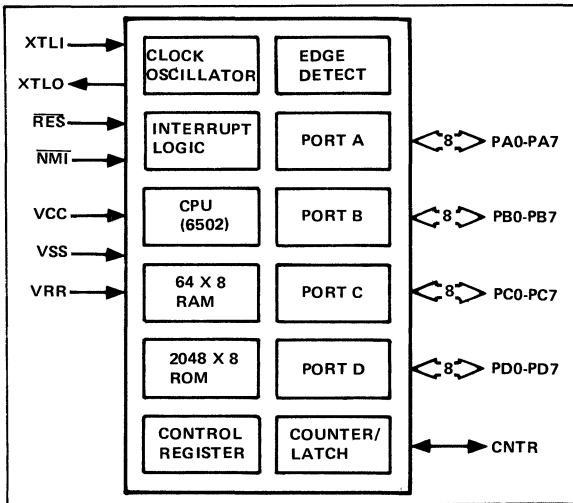 XTLI
XTLO
RES
NMI
VCC
VSS
VRR
CLOCK
OSCILLATOR
EDGE
DETECT
INTERRUPT
LOGIC
PORT A
CPU
(6502)
PORT B
64 X 8
RAM
PORT C
2048 X 8
ROM
PORT D
CONTROL
REGISTER
COUNTER/
LATCH
8 PA0-PA7
8 PB0-PB7
8 PC0-PC7
8 PD0-PD7
CNTR